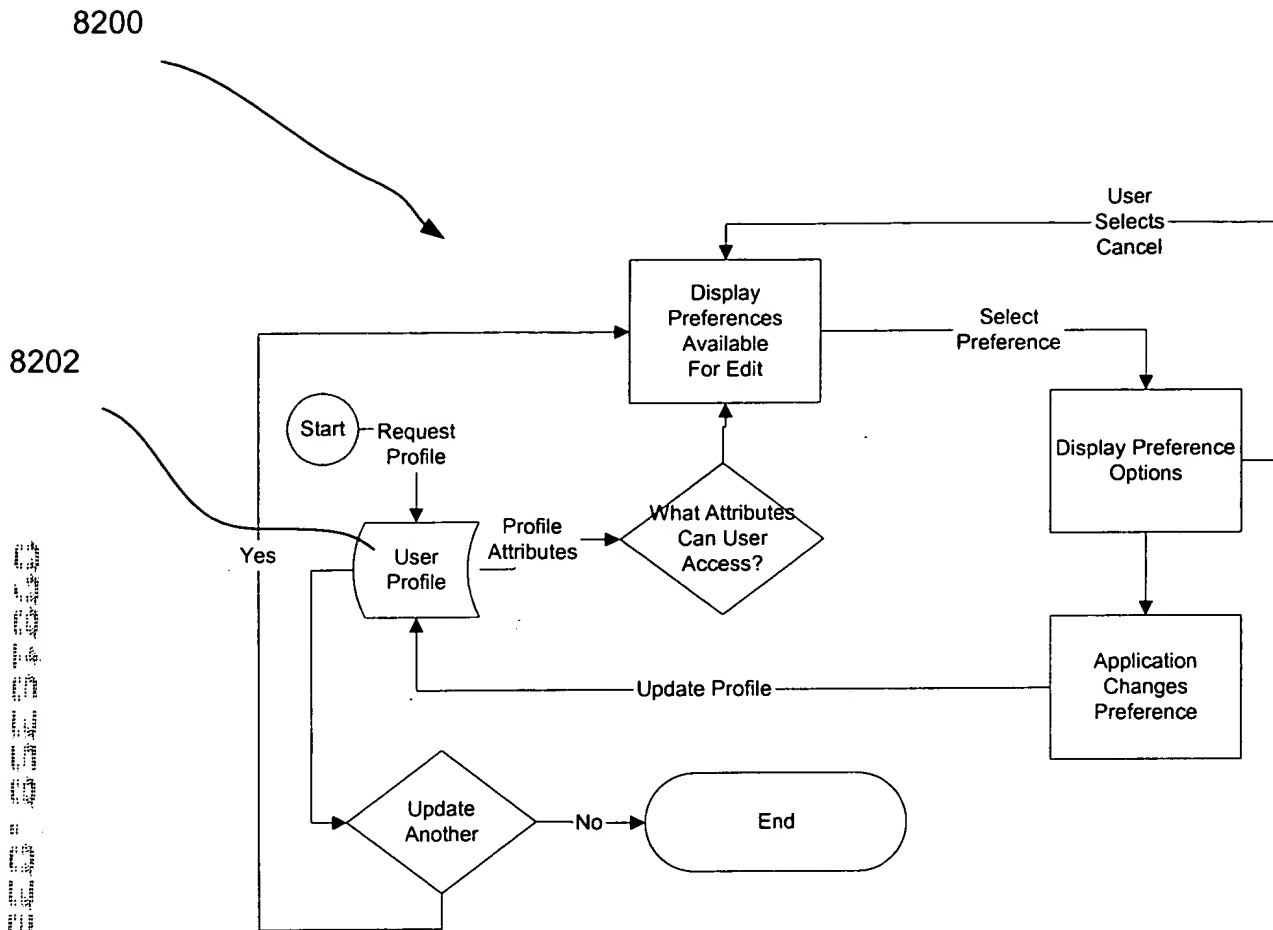 8200
User
Selects
Cancel
Display
Preferences
Available
For Edit
Select
Preference
8202
Start
Request
Profile
Display Preference
Options
What Attributes
Can User
Access?
Profile
Attributes
User
Profile
Yes
Application
Changes
Preference
Update Profile
Update
Another
No
End